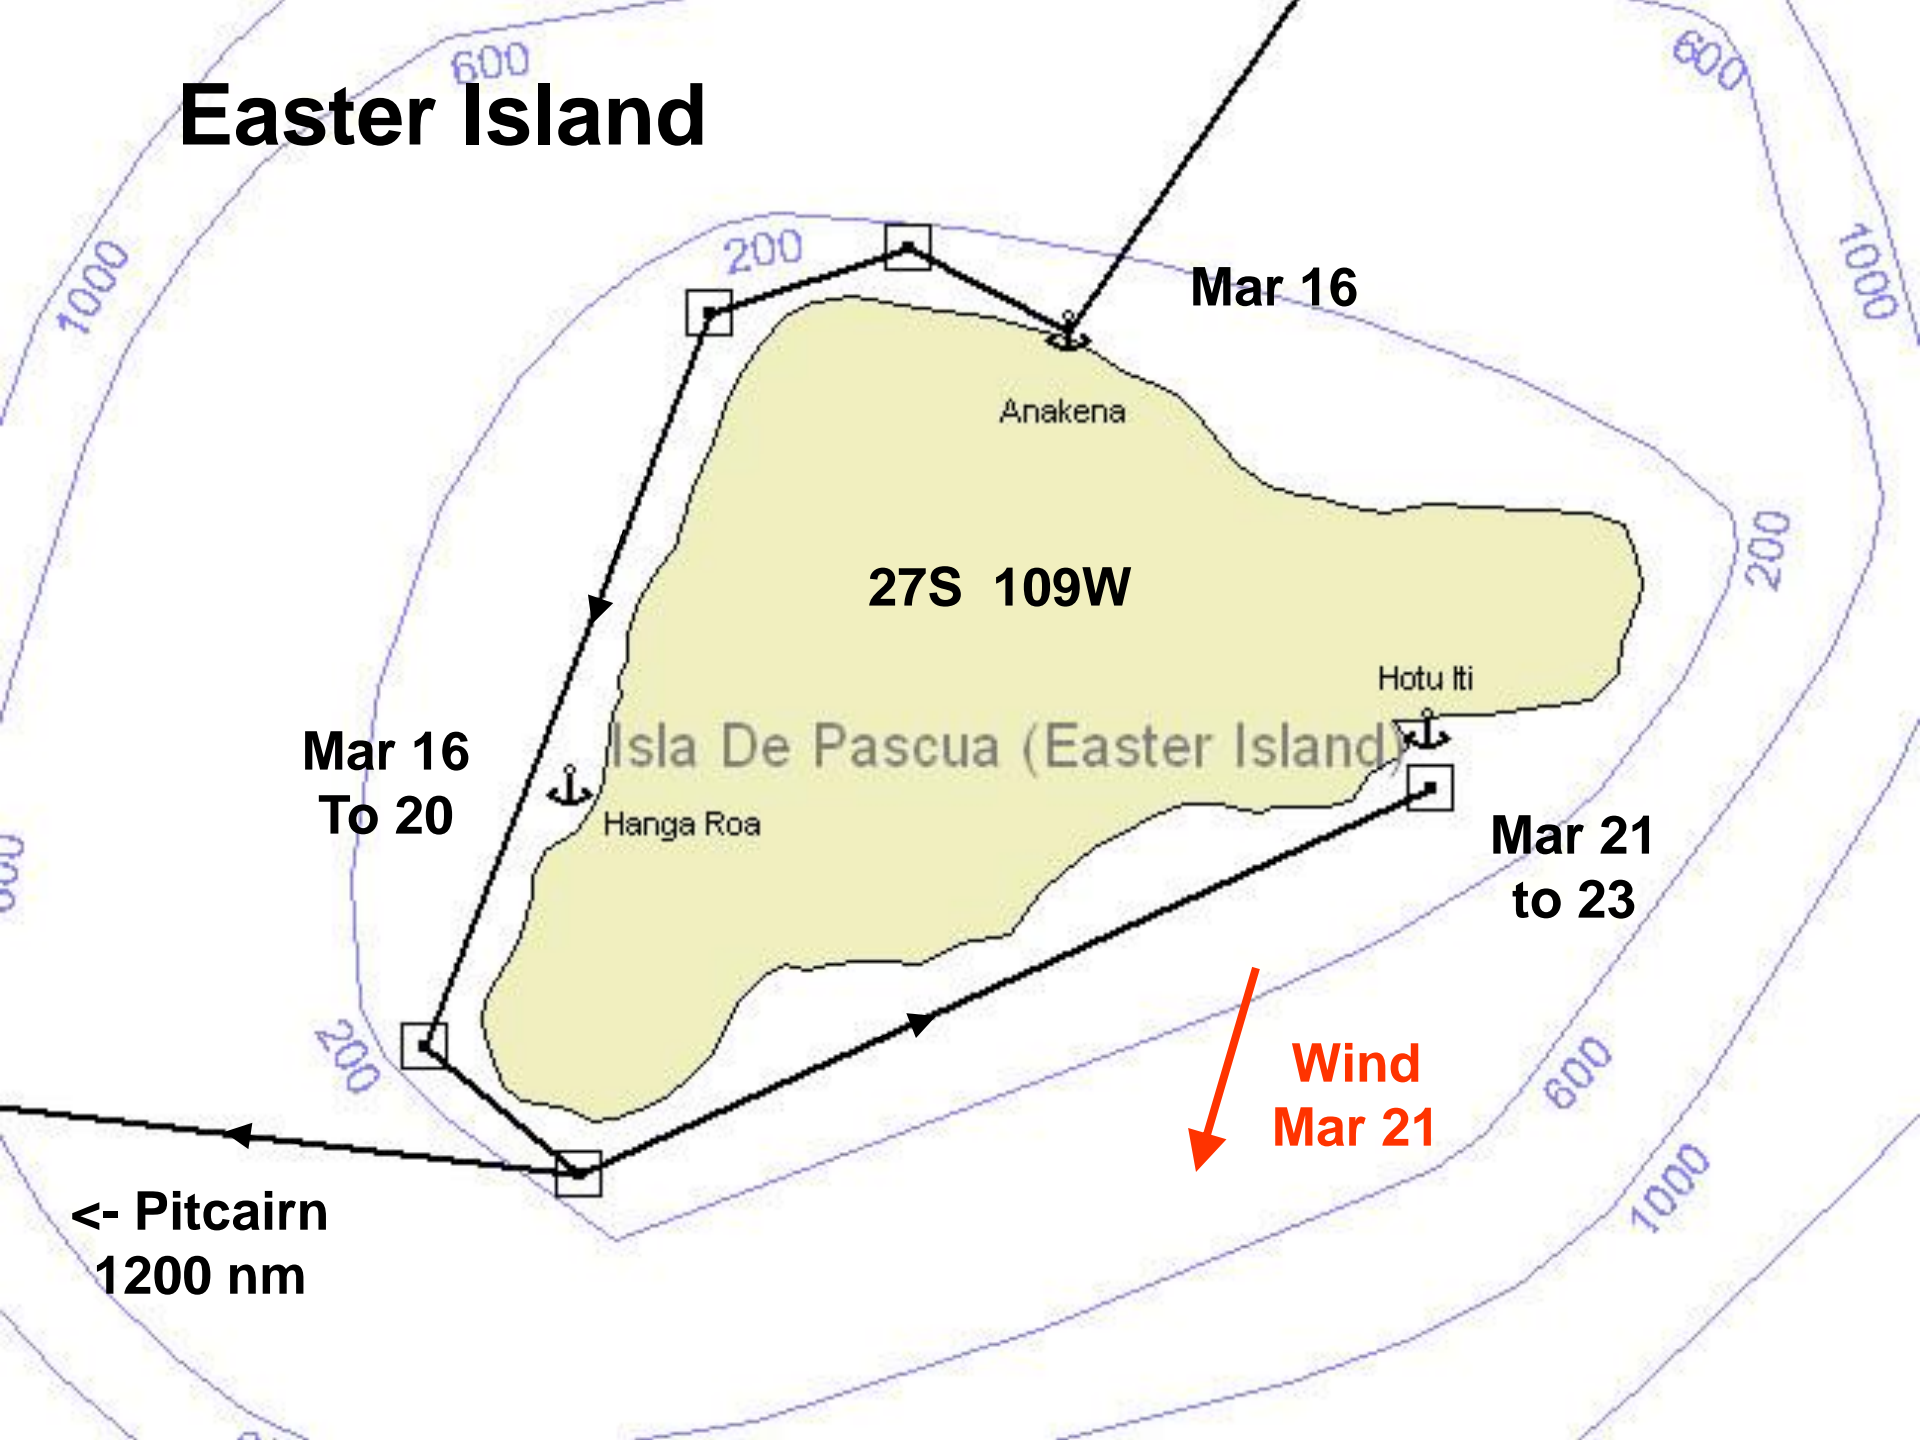 600
600
Easter Island
200
1000
1000
Mar 16
Anakena
200
27S 109W
Hotu Iti
Isla De Pascua (Easter Island)
Mar 16
To 20
Hanga Roa
Mar 21
to 23
200
Wind
Mar 21
600
1000
<- Pitcairn
1200 nm